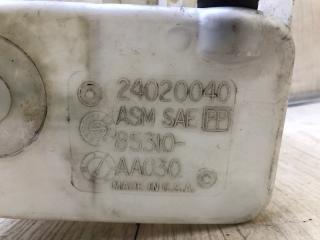 24020040
ASM SAE PP
85310-
AA030
MADE IN U.S.A.